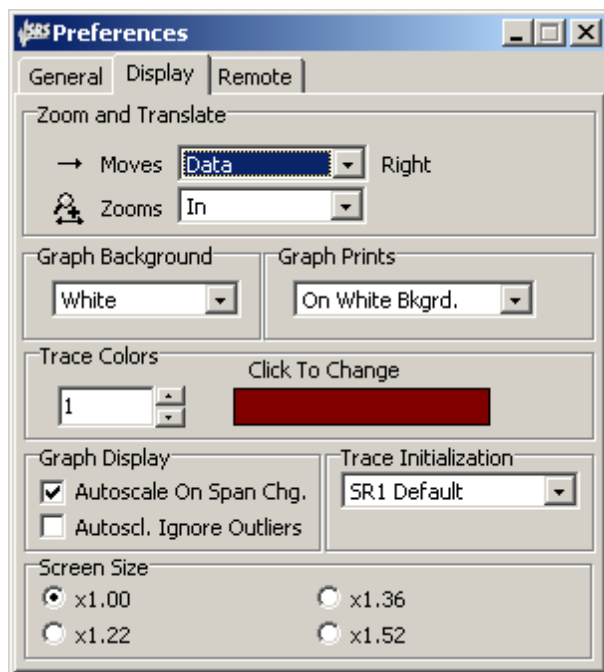 SRS Preferences
General Display Remote
Zoom and Translate
Moves Data Right
Zooms In
Graph Background
White
Graph Prints
On White Bkgrd.
Trace Colors
Click To Change
1
Graph Display
Autoscale On Span Chg.
Autoscl. Ignore Outliers
Trace Initialization
SR1 Default
Screen Size
x1.00 x1.36
x1.22 x1.52